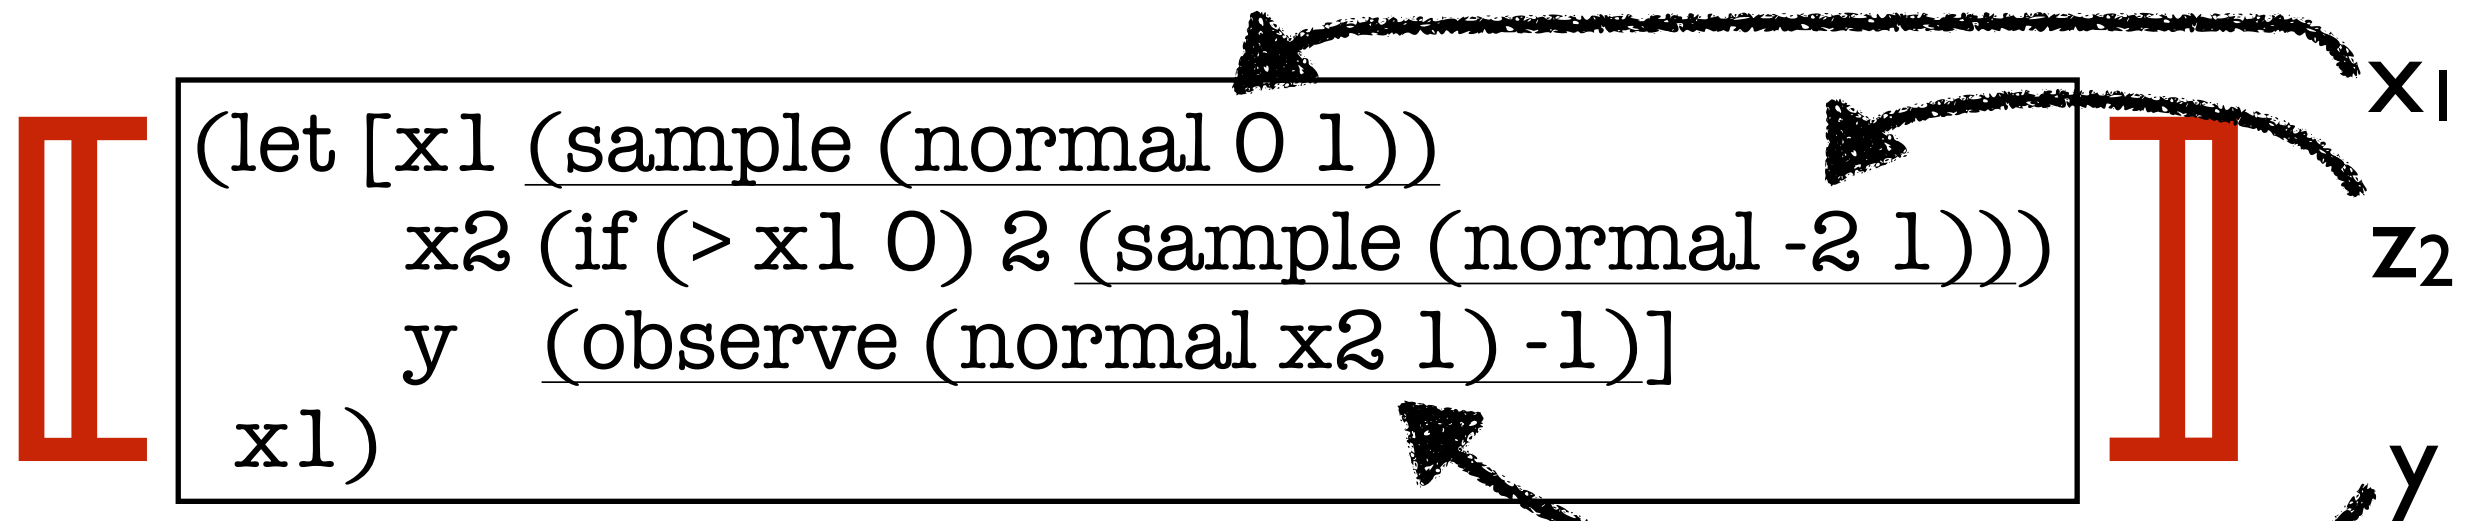 (let [x1 (sample (normal 0 1))
x2 (if (> x1 0) 2 (sample (normal -2 1)))
y (observe (normal x2 1) -1)]
x1)
x₁
z₂
y